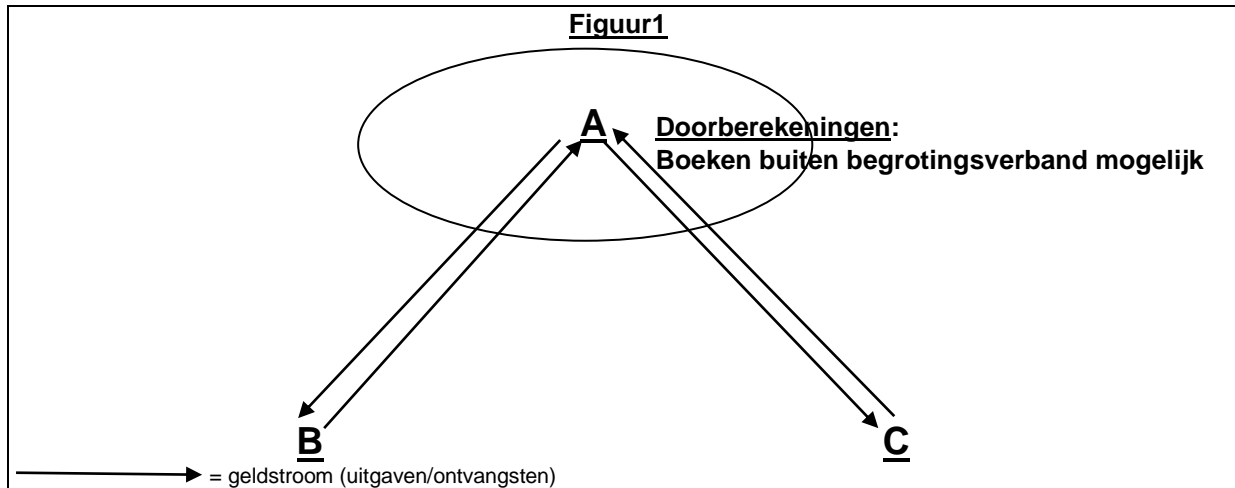 Figuur1
A
Doorberekeningen:
Boeken buiten begrotingsverband mogelijk
B
C
= geldstroom (uitgaven/ontvangsten)